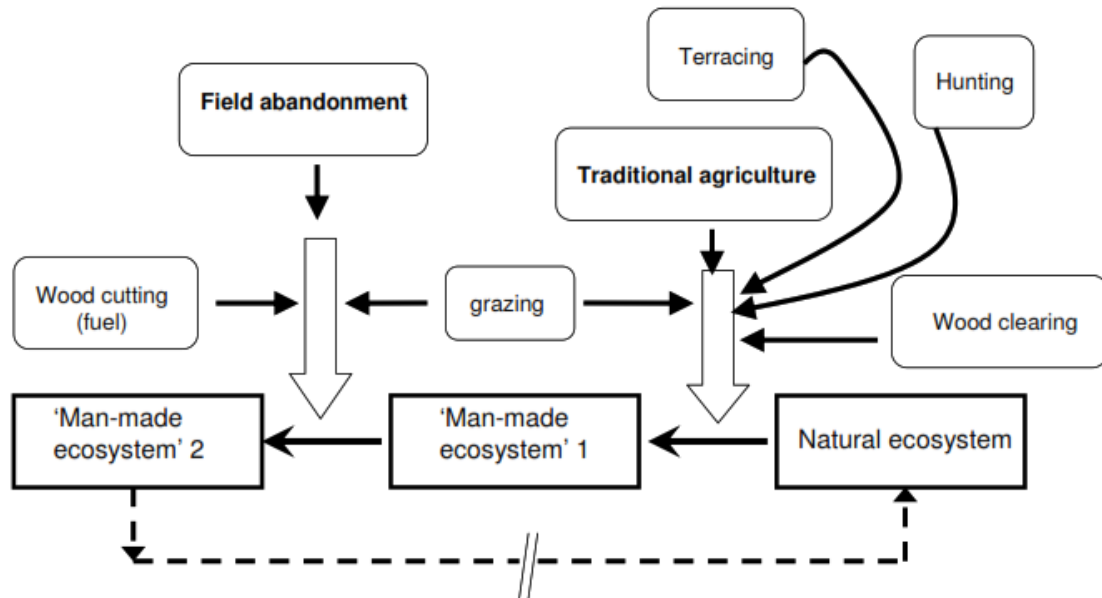 Terracing
Hunting
Field abandonment
Traditional agriculture
Wood cutting
(fuel)
grazing
Wood clearing
‘Man-made
ecosystem’ 2
‘Man-made
ecosystem’ 1
Natural ecosystem